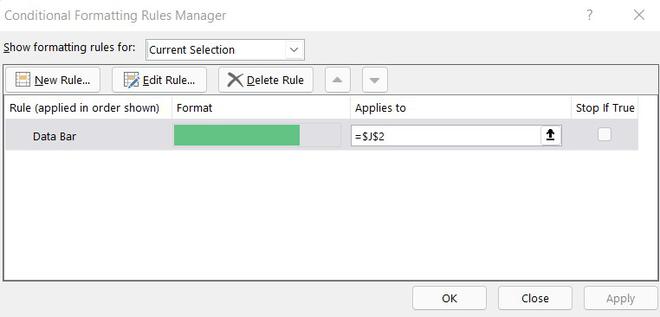 Conditional Formatting Rules Manager ? ×
Show formatting rules for: Current Selection
New Rule... Edit Rule... Delete Rule
Rule (applied in order shown) Format Applies to Stop If True
Data Bar =$J$2
OK Close Apply